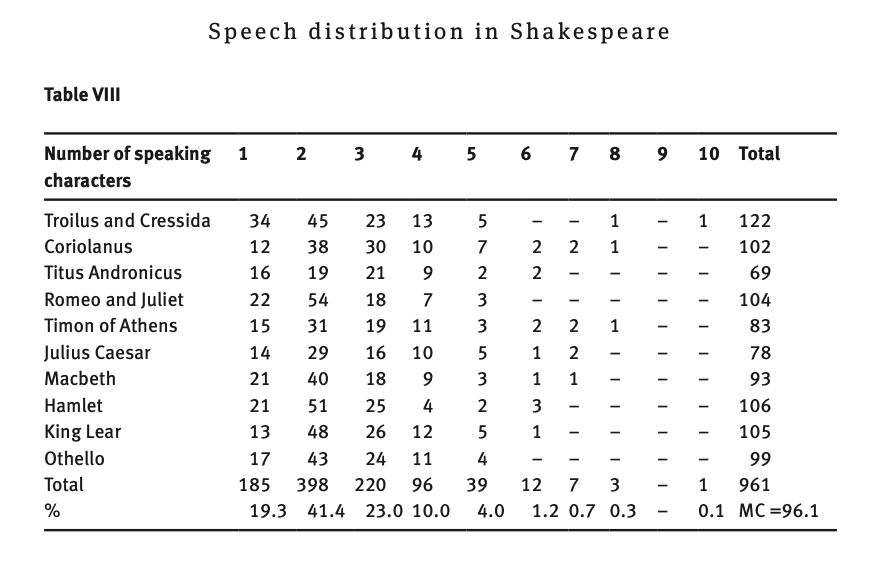 Speech distribution in Shakespeare
Table VIII
Number of speaking 1 2 3 4 5 6 7 8 9 10 Total
characters
Troilus and Cressida 34 45 23 13 5 – – 1 – 1 122
Coriolanus 12 38 30 10 7 2 2 1 – – 102
Titus Andronicus 16 19 21 9 2 2 – – – – 69
Romeo and Juliet 22 54 18 7 3 – – – – – 104
Timon of Athens 15 31 19 11 3 2 2 1 – – 83
Julius Caesar 14 29 16 10 5 1 2 – – – 78
Macbeth 21 40 18 9 3 1 1 – – – 93
Hamlet 21 51 25 4 2 3 – – – – 106
King Lear 13 48 26 12 5 1 – – – – 105
Othello 17 43 24 11 4 – – – – – 99
Total 185 398 220 96 39 12 7 3 – 1 961
% 19.3 41.4 23.0 10.0 4.0 1.2 0.7 0.3 – 0.1 MC =96.1